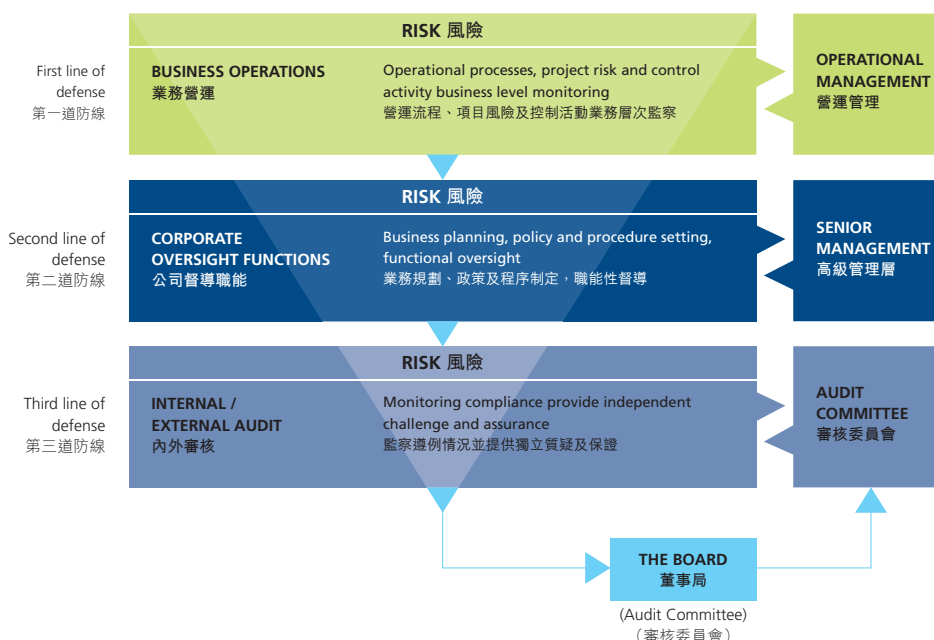 RISK 風險
First line of
defense
第一道防線
BUSINESS OPERATIONS
業務營運
Operational processes, project risk and control
activity business level monitoring
營運流程、項目風險及控制活動業務層次監察
OPERATIONAL
MANAGEMENT
營運管理
RISK 風險
Second line of
defense
第二道防線
CORPORATE
OVERSIGHT FUNCTIONS
公司督導職能
Business planning, policy and procedure setting,
functional oversight
業務規劃、政策及程序制定，職能性督導
SENIOR
MANAGEMENT
高級管理層
RISK 風險
Third line of
defense
第三道防線
INTERNAL /
EXTERNAL AUDIT
內外審核
Monitoring compliance provide independent
challenge and assurance
監察遵例情況並提供獨立質疑及保證
AUDIT
COMMITTEE
審核委員會
THE BOARD
董事局
(Audit Committee)
（審核委員會）